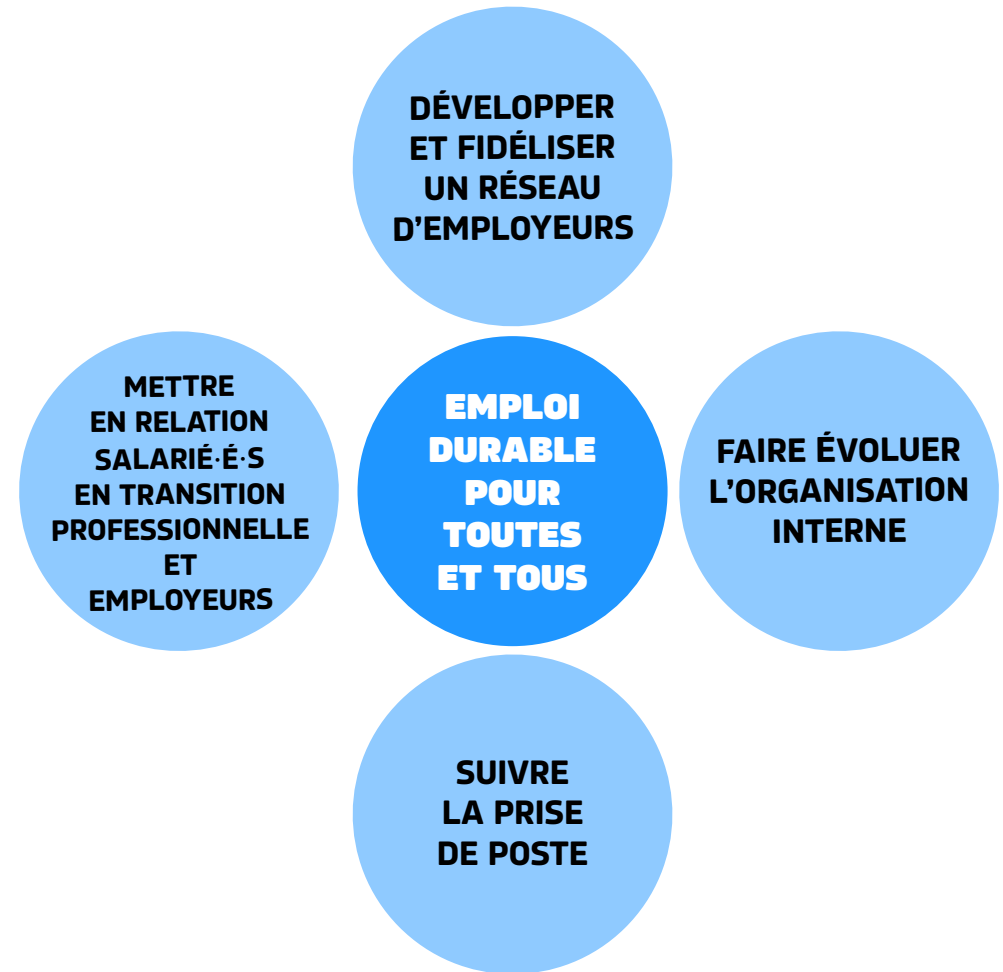 DÉVELOPPER
ET FIDÉLISER
UN RÉSEAU
D’EMPLOYEURS
METTRE
EN RELATION
SALARIÉ·É·S
EN TRANSITION
PROFESSIONNELLE
ET
EMPLOYEURS
EMPLOI
DURABLE
POUR
TOUTES
ET TOUS
FAIRE ÉVOLUER
L’ORGANISATION
INTERNE
SUIVRE
LA PRISE
DE POSTE